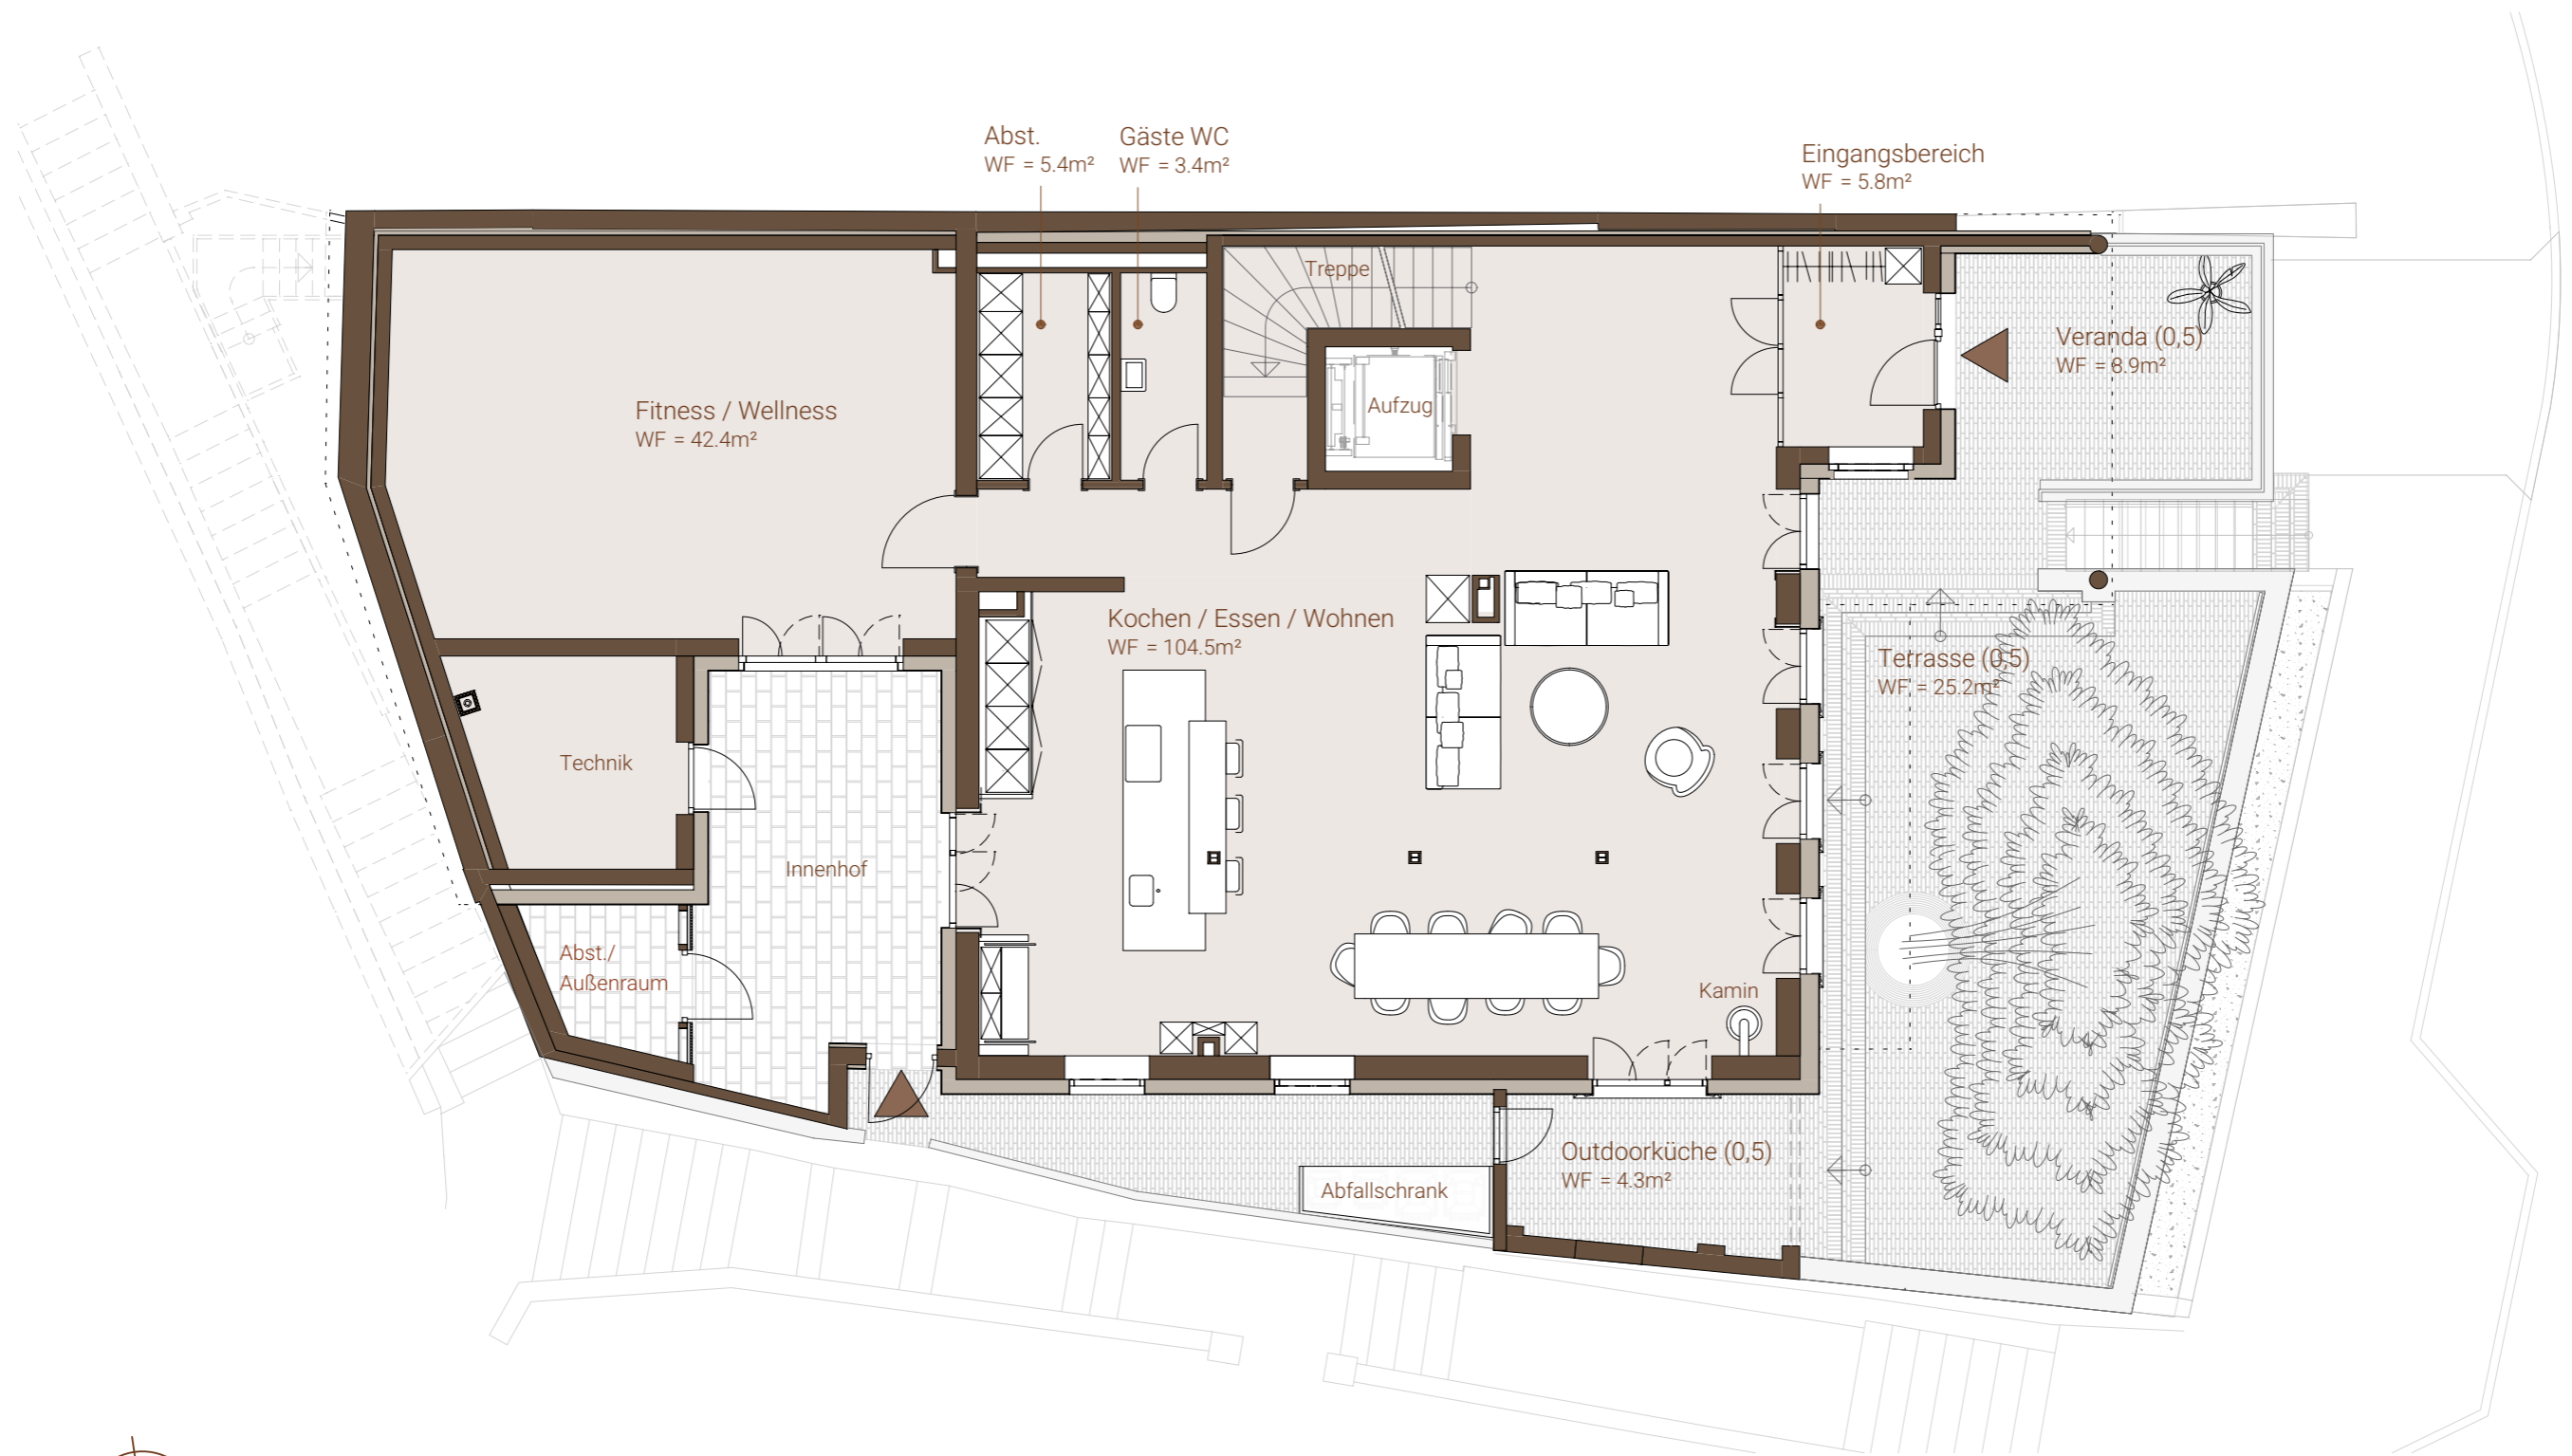 Abst.
WF = 5.4m²
Gäste WC
WF = 3.4m²
Eingangsbereich
WF = 5.8m²
Treppe
Aufzug
Veranda (0,5)
WF = 8.9m²
Fitness / Wellness
WF = 42.4m²
Kochen / Essen / Wohnen
WF = 104.5m²
Terrasse (0,5)
WF = 25.2m²
Technik
Innenhof
Abst./
Außenraum
Kamin
Outdoorküche (0,5)
WF = 4.3m²
Abfallschrank